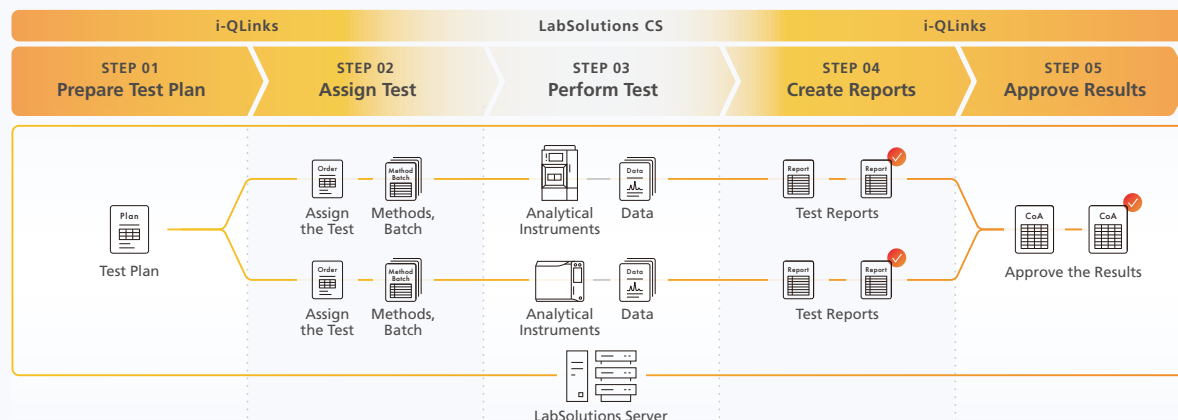 i-QLinks
LabSolutions CS
i-QLinks
STEP 01
Prepare Test Plan
STEP 02
Assign Test
STEP 03
Perform Test
STEP 04
Create Reports
STEP 05
Approve Results
Plan
Test Plan
Order
Assign
the Test
Method
Batch
Methods,
Batch
Analytical
Instruments
Data
Data
Report
Report
Test Reports
Order
Assign
the Test
Method
Batch
Methods,
Batch
Analytical
Instruments
Data
Data
Report
Report
Test Reports
CoA
CoA
Approve the Results
LabSolutions Server